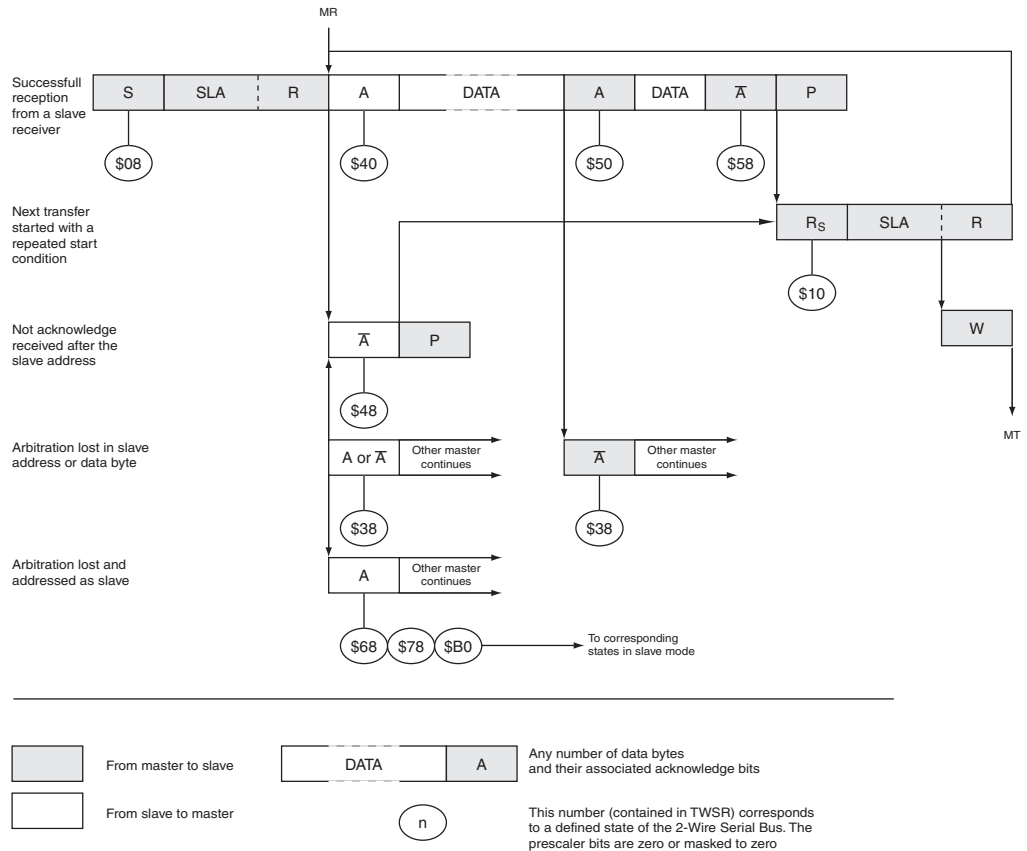 MR
Successfull
reception
from a slave
receiver
S SLA R A DATA A DATA A̅ P
$08 $40 $50 $58
Next transfer
started with a
repeated start
condition
RS SLA R
$10
W
MT
Not acknowledge
received after the
slave address
A̅ P
$48
Arbitration lost in slave
address or data byte
A or A̅ Other master
continues
A̅ Other master
continues
$38 $38
Arbitration lost and
addressed as slave
A Other master
continues
$68 $78 $B0 To corresponding
states in slave mode
From master to slave
DATA A
Any number of data bytes
and their associated acknowledge bits
From slave to master
n
This number (contained in TWSR) corresponds
to a defined state of the 2-Wire Serial Bus. The
prescaler bits are zero or masked to zero